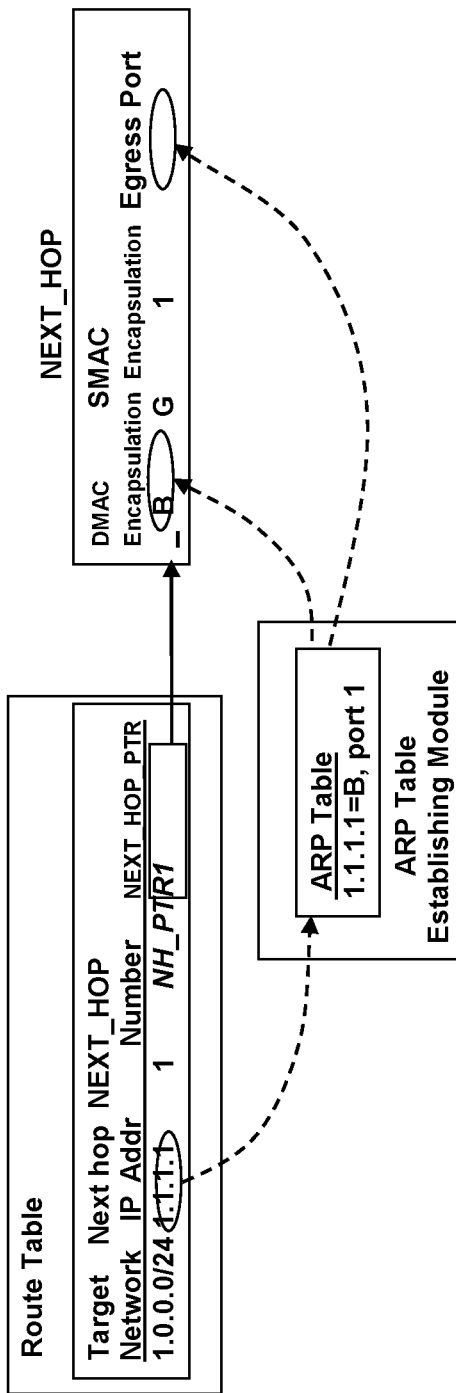 Route Table
Target Next hop NEXT_HOP
Network IP Addr Number NEXT_HOP_PTR
1.0.0.0/24 1.1.1.1 1 NH_PTR1
NEXT_HOP
DMAC SMAC
Encapsulation Encapsulation Egress Port
_B G 1
ARP Table
1.1.1.1=B, port 1
ARP Table
Establishing Module